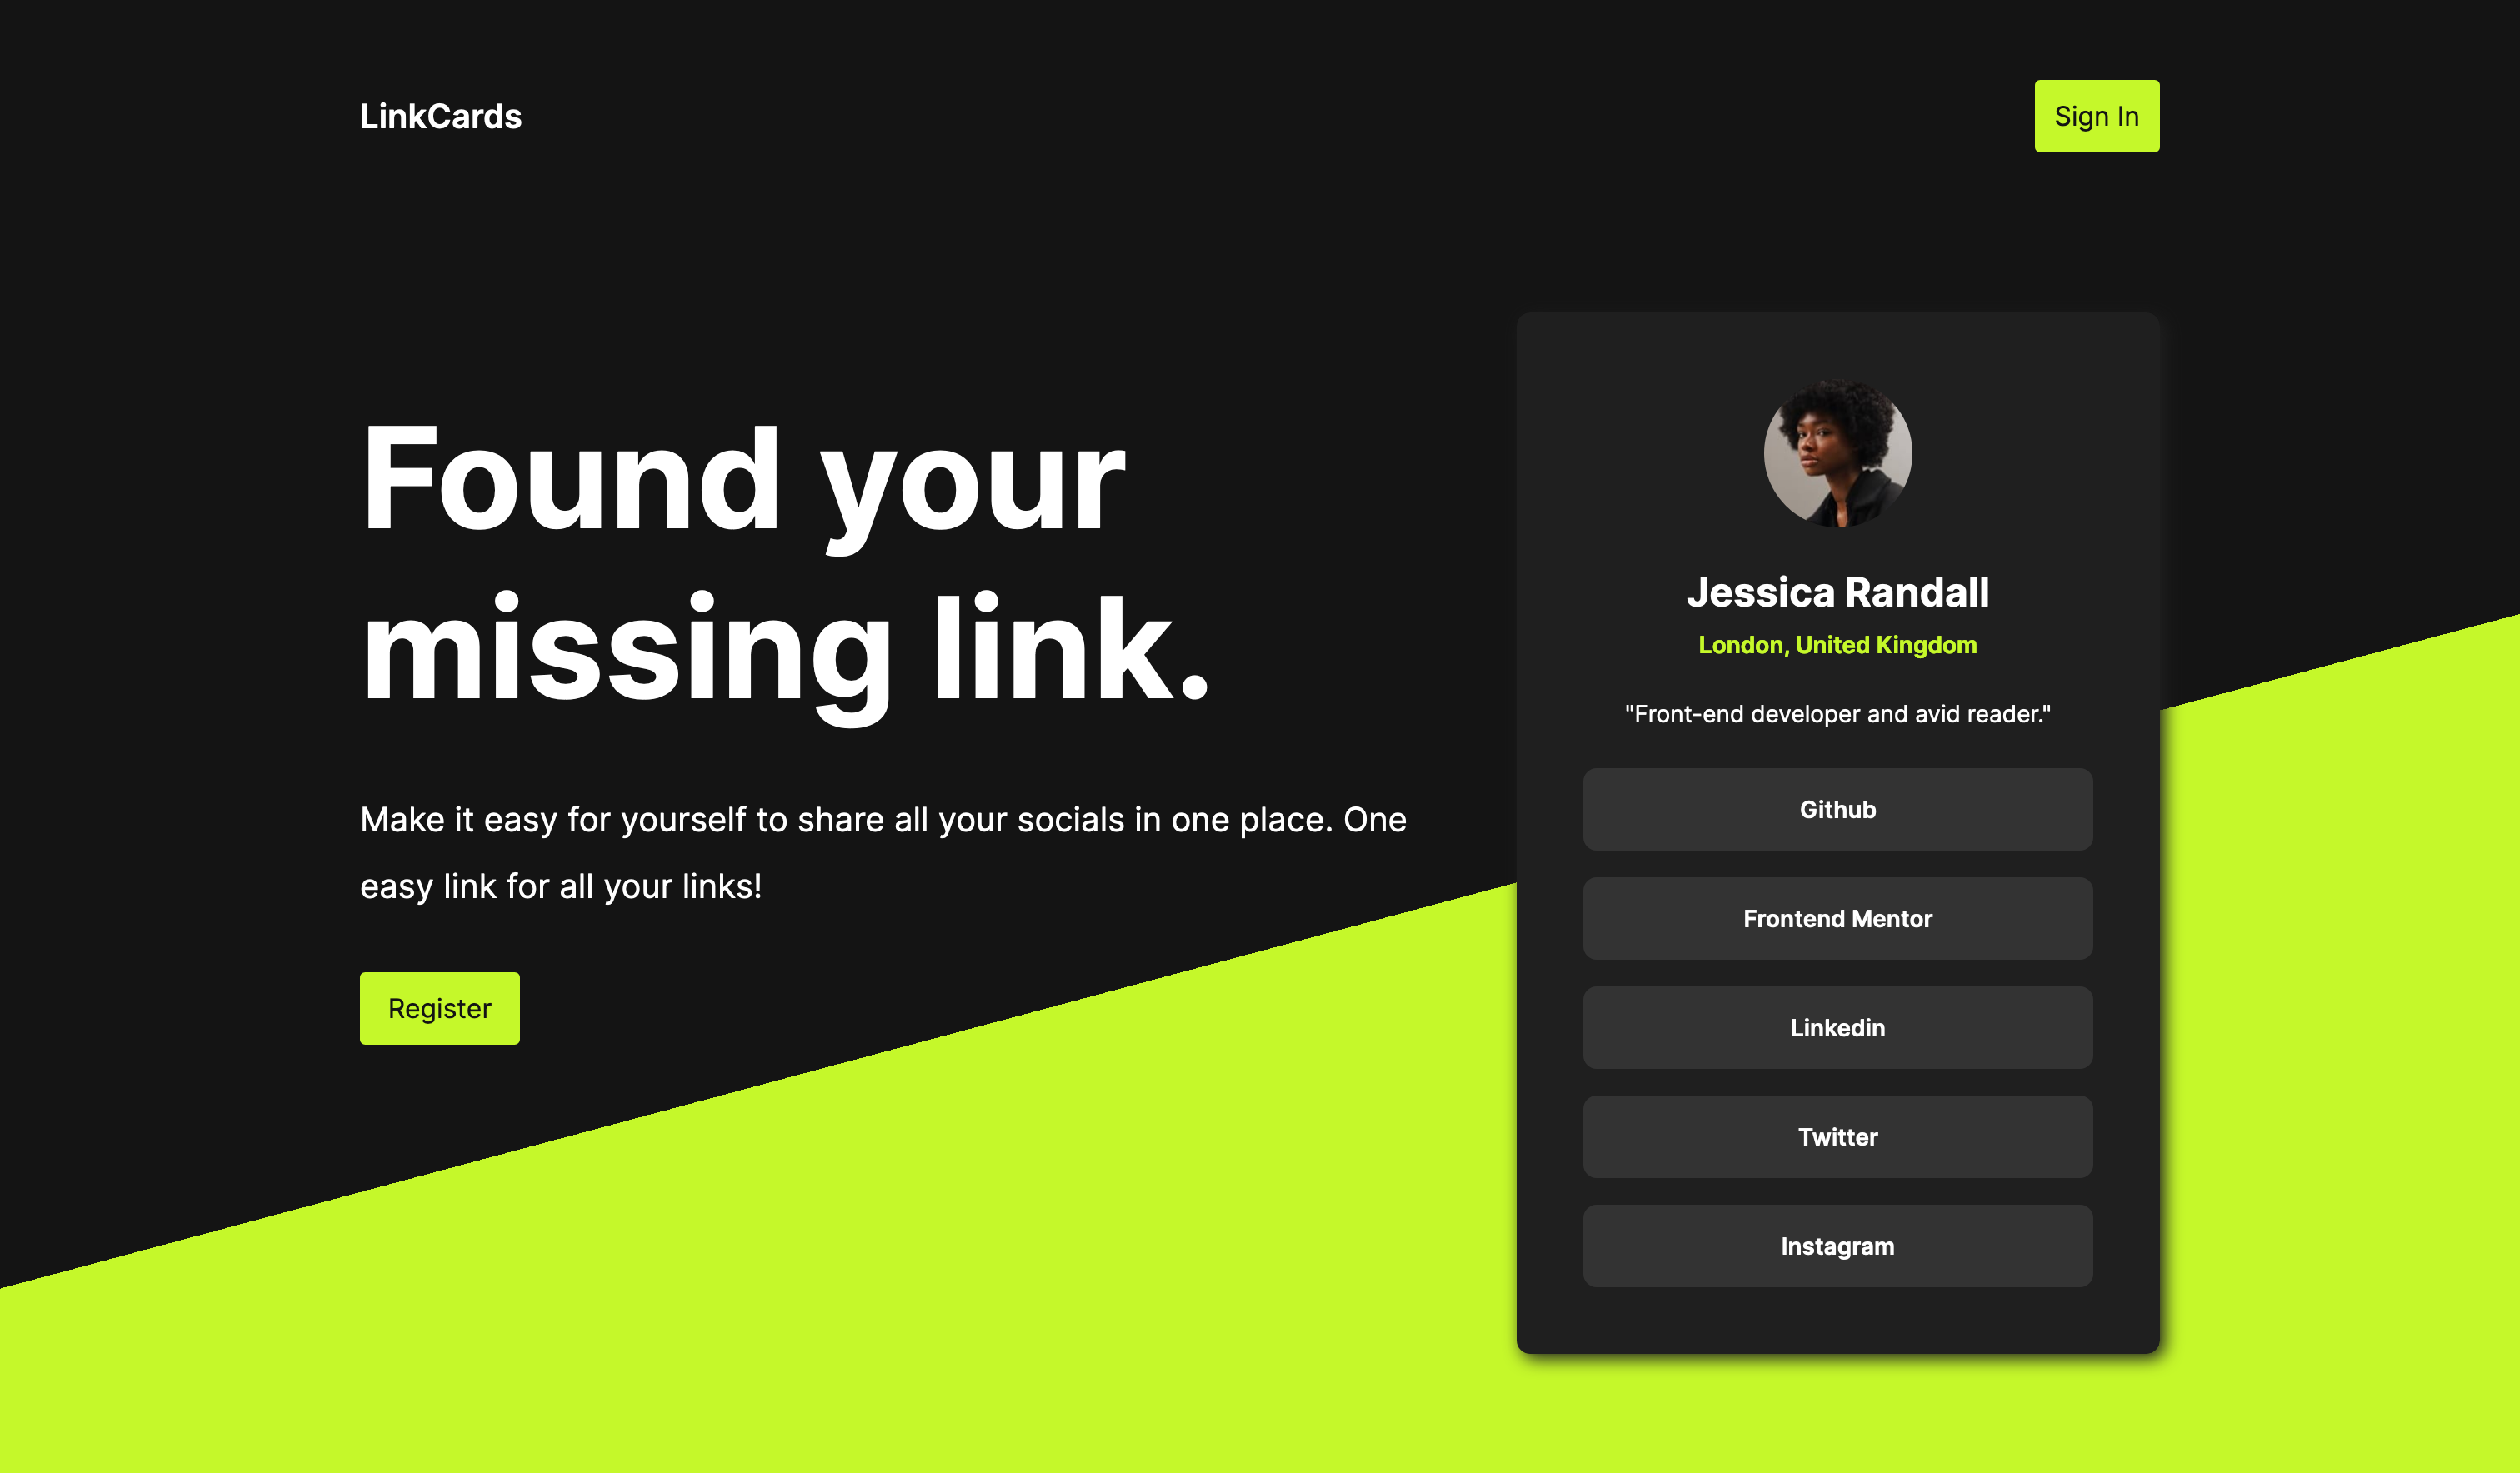 LinkCards
Sign In
Found your
missing link.
Make it easy for yourself to share all your socials in one place. One
easy link for all your links!
Register
Jessica Randall
London, United Kingdom
"Front-end developer and avid reader."
Github
Frontend Mentor
Linkedin
Twitter
Instagram